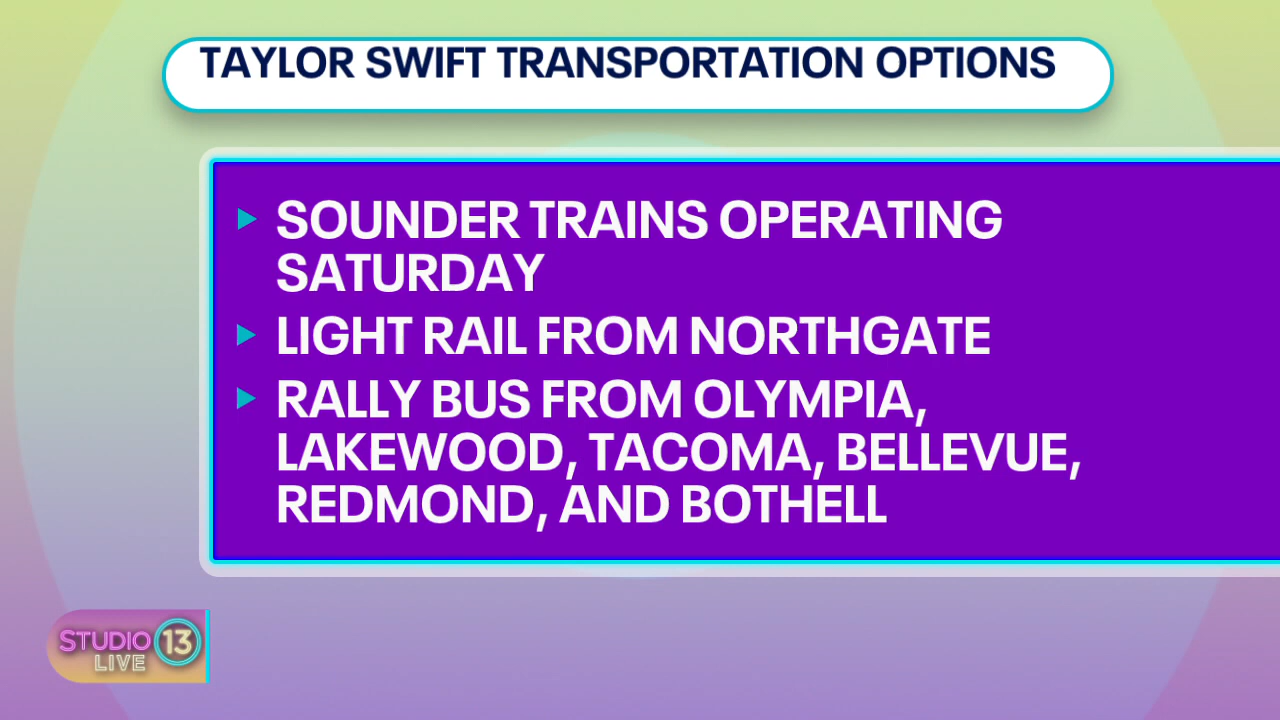 TAYLOR SWIFT TRANSPORTATION OPTIONS
SOUNDER TRAINS OPERATING
SATURDAY
LIGHT RAIL FROM NORTHGATE
RALLY BUS FROM OLYMPIA,
LAKEWOOD, TACOMA, BELLEVUE,
REDMOND, AND BOTHELL
STUDIO 13
LIVE